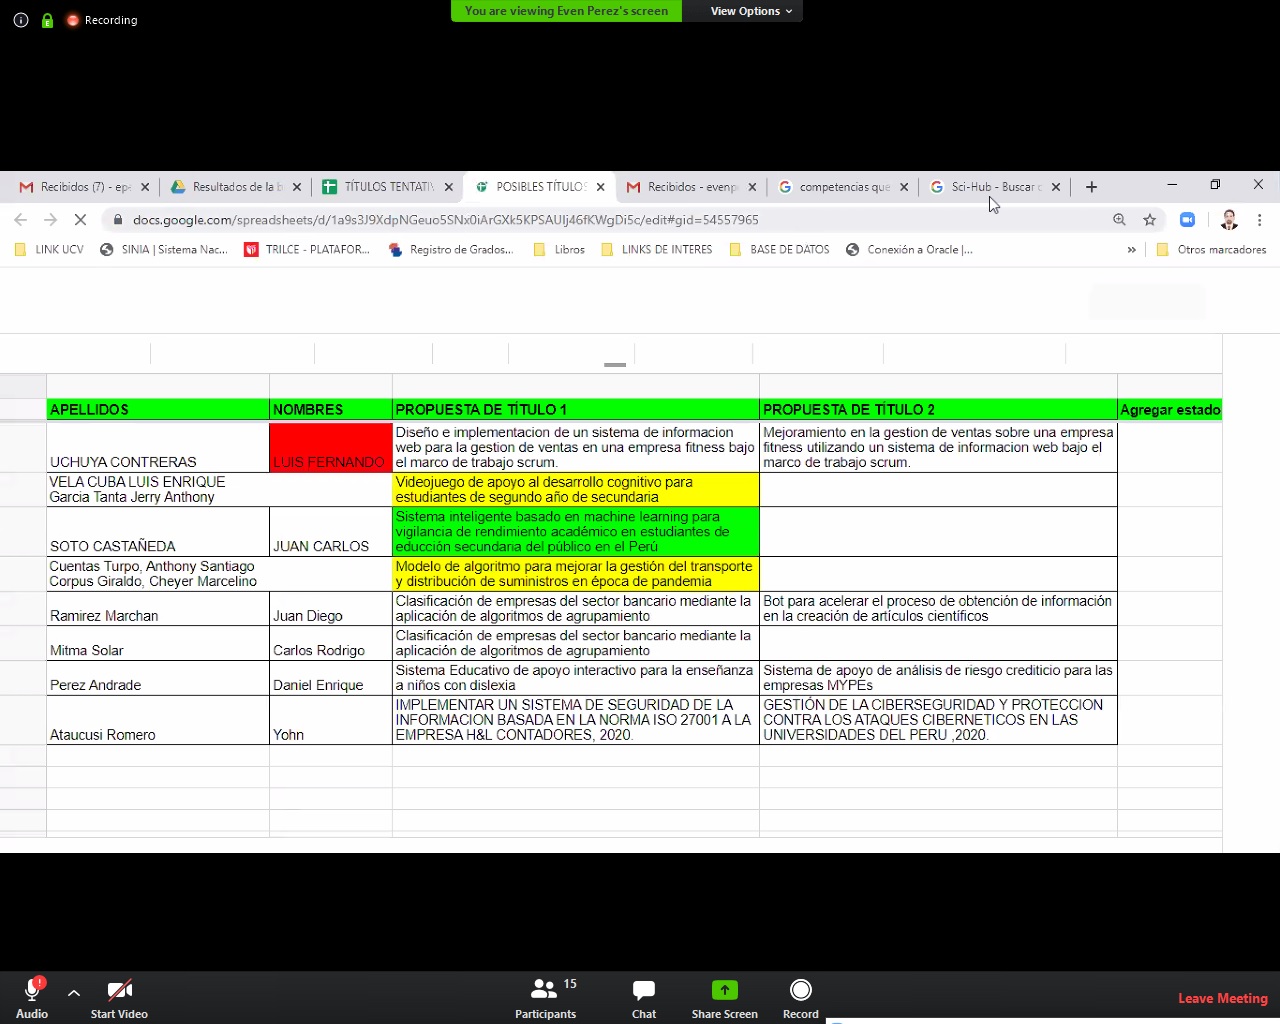 You are viewing Even Perez's screen View Options
Recording
Recibidos (7) - epe Resultados de la b TÍTULOS TENTATIV POSIBLES TÍTULOS Recibidos - evenp competencias que Sci-Hub - Buscar c
docs.google.com/spreadsheets/d/1a9s3J9XdpNGeuo5SNx0iArGXk5KPSAUIj46fKWgDi5c/edit#gid=54557965
LINK UCV SINIA | Sistema Nac... TRILCE - PLATAFOR... Registro de Grados... Libros LINKS DE INTERES BASE DE DATOS Conexión a Oracle |... » Otros marcadores
APELLIDOS NOMBRES PROPUESTA DE TÍTULO 1 PROPUESTA DE TÍTULO 2 Agregar estado
UCHUYA CONTRERAS
LUIS FERNANDO
Diseño e implementacion de un sistema de informacion
web para la gestion de ventas en una empresa fitness bajo
el marco de trabajo scrum.
Mejoramiento en la gestion de ventas sobre una empresa
fitness utilizando un sistema de informacion web bajo el
marco de trabajo scrum.
VELA CUBA LUIS ENRIQUE
Garcia Tanta Jerry Anthony
Videojuego de apoyo al desarrollo cognitivo para
estudiantes de segundo año de secundaria
SOTO CASTAÑEDA
JUAN CARLOS
Sistema inteligente basado en machine learning para
vigilancia de rendimiento académico en estudiantes de
educción secundaria del público en el Perú
Cuentas Turpo, Anthony Santiago
Corpus Giraldo, Cheyer Marcelino
Modelo de algoritmo para mejorar la gestión del transporte
y distribución de suministros en época de pandemia
Ramirez Marchan
Juan Diego
Clasificación de empresas del sector bancario mediante la
aplicación de algoritmos de agrupamiento
Bot para acelerar el proceso de obtención de información
en la creación de artículos científicos
Mitma Solar
Carlos Rodrigo
Clasificación de empresas del sector bancario mediante la
aplicación de algoritmos de agrupamiento
Perez Andrade
Daniel Enrique
Sistema Educativo de apoyo interactivo para la enseñanza
a niños con dislexia
Sistema de apoyo de análisis de riesgo crediticio para las
empresas MYPEs
Ataucusi Romero
Yohn
IMPLEMENTAR UN SISTEMA DE SEGURIDAD DE LA
INFORMACION BASADA EN LA NORMA ISO 27001 A LA
EMPRESA H&L CONTADORES, 2020.
GESTIÓN DE LA CIBERSEGURIDAD Y PROTECCION
CONTRA LOS ATAQUES CIBERNETICOS EN LAS
UNIVERSIDADES DEL PERU ,2020.
15
Audio Start Video Participants Chat Share Screen Record Leave Meeting